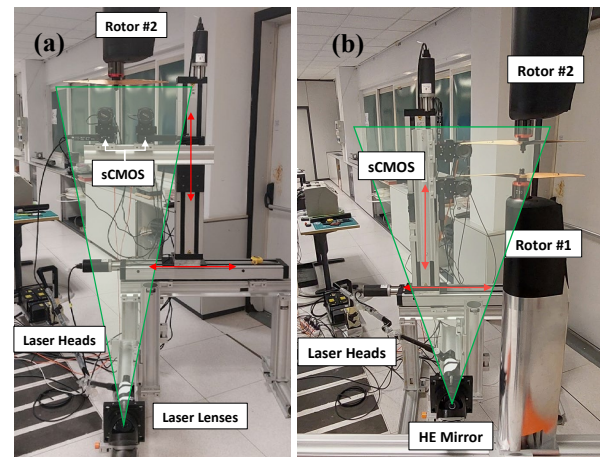 (a)
Rotor #2
sCMOS
Laser Heads
Laser Lenses
(b)
Rotor #2
sCMOS
Rotor #1
Laser Heads
HE Mirror